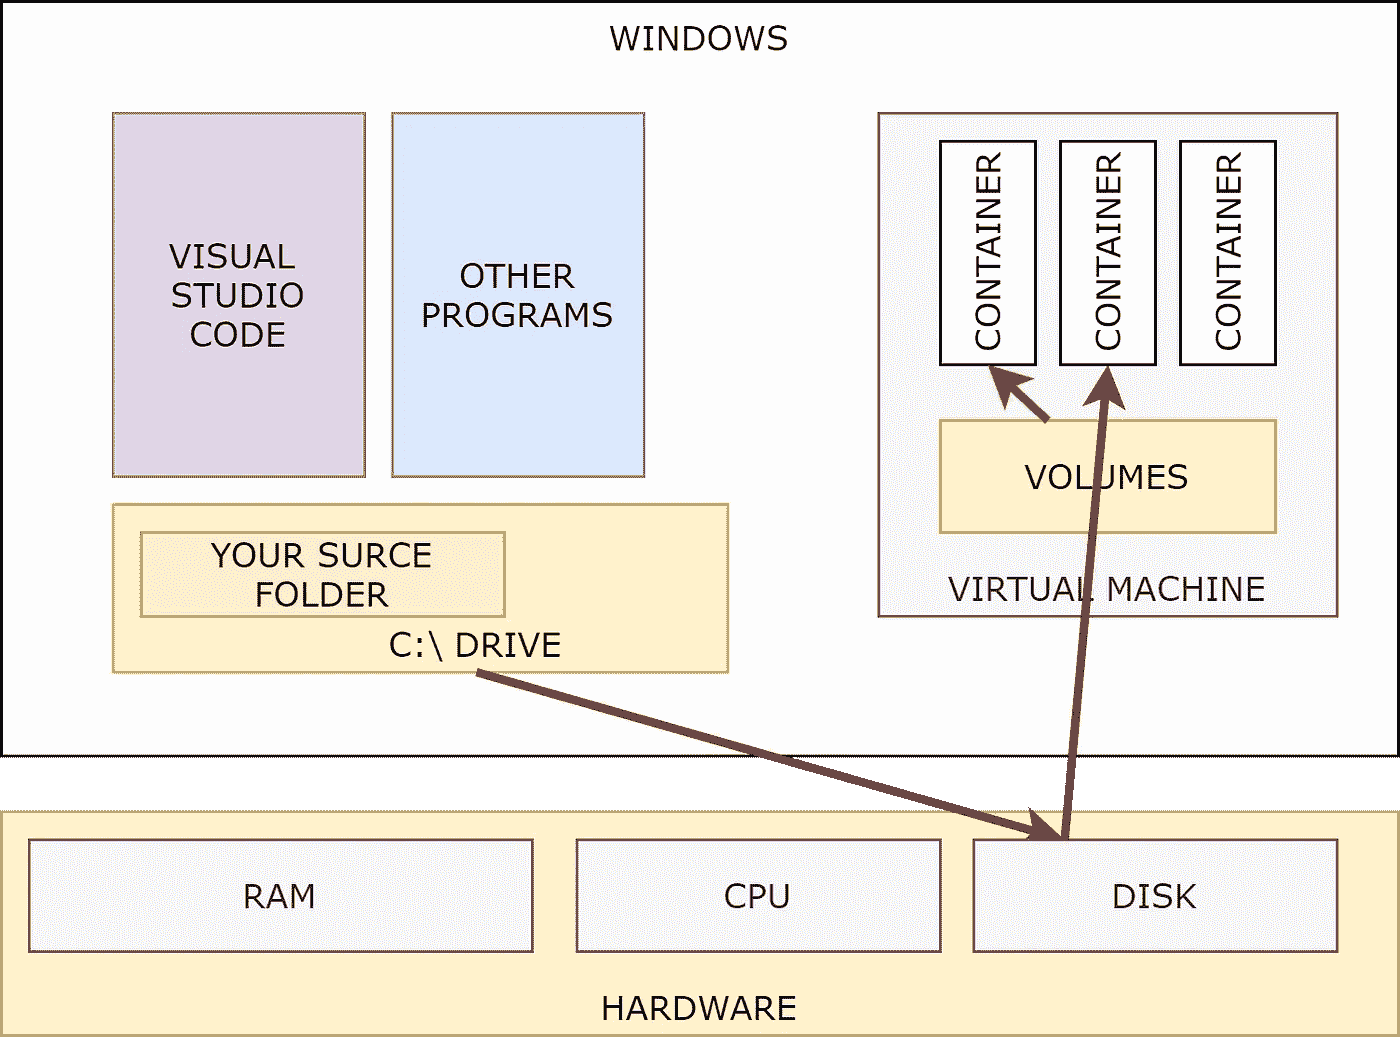 WINDOWS
VISUAL
STUDIO
CODE
OTHER
PROGRAMS
CONTAINER
CONTAINER
CONTAINER
VOLUMES
VIRTUAL MACHINE
YOUR SURCE
FOLDER
C:\ DRIVE
RAM
CPU
DISK
HARDWARE